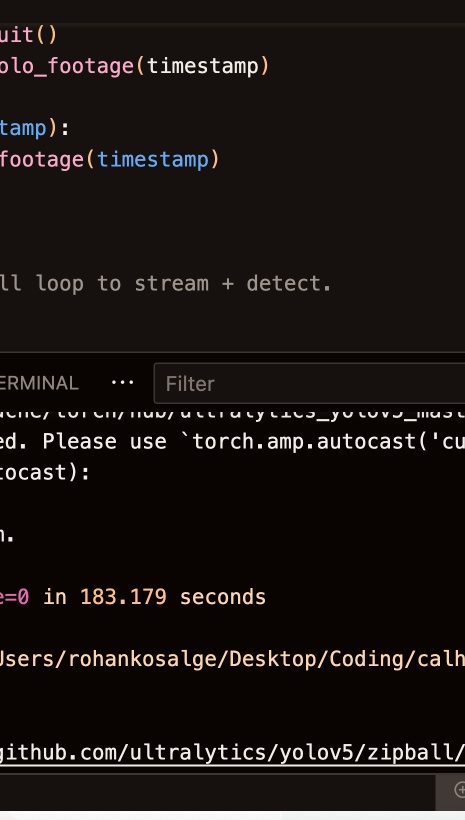 uit()
olo_footage(timestamp)
tamp):
footage(timestamp)
ll loop to stream + detect.
ERMINAL ··· Filter
ache/torch/hub/ultralytics_yolov5_mast
ed. Please use `torch.amp.autocast('cu
tocast):
n.
e=0 in 183.179 seconds
Users/rohankosalge/Desktop/Coding/calh
github.com/ultralytics/yolov5/zipball/